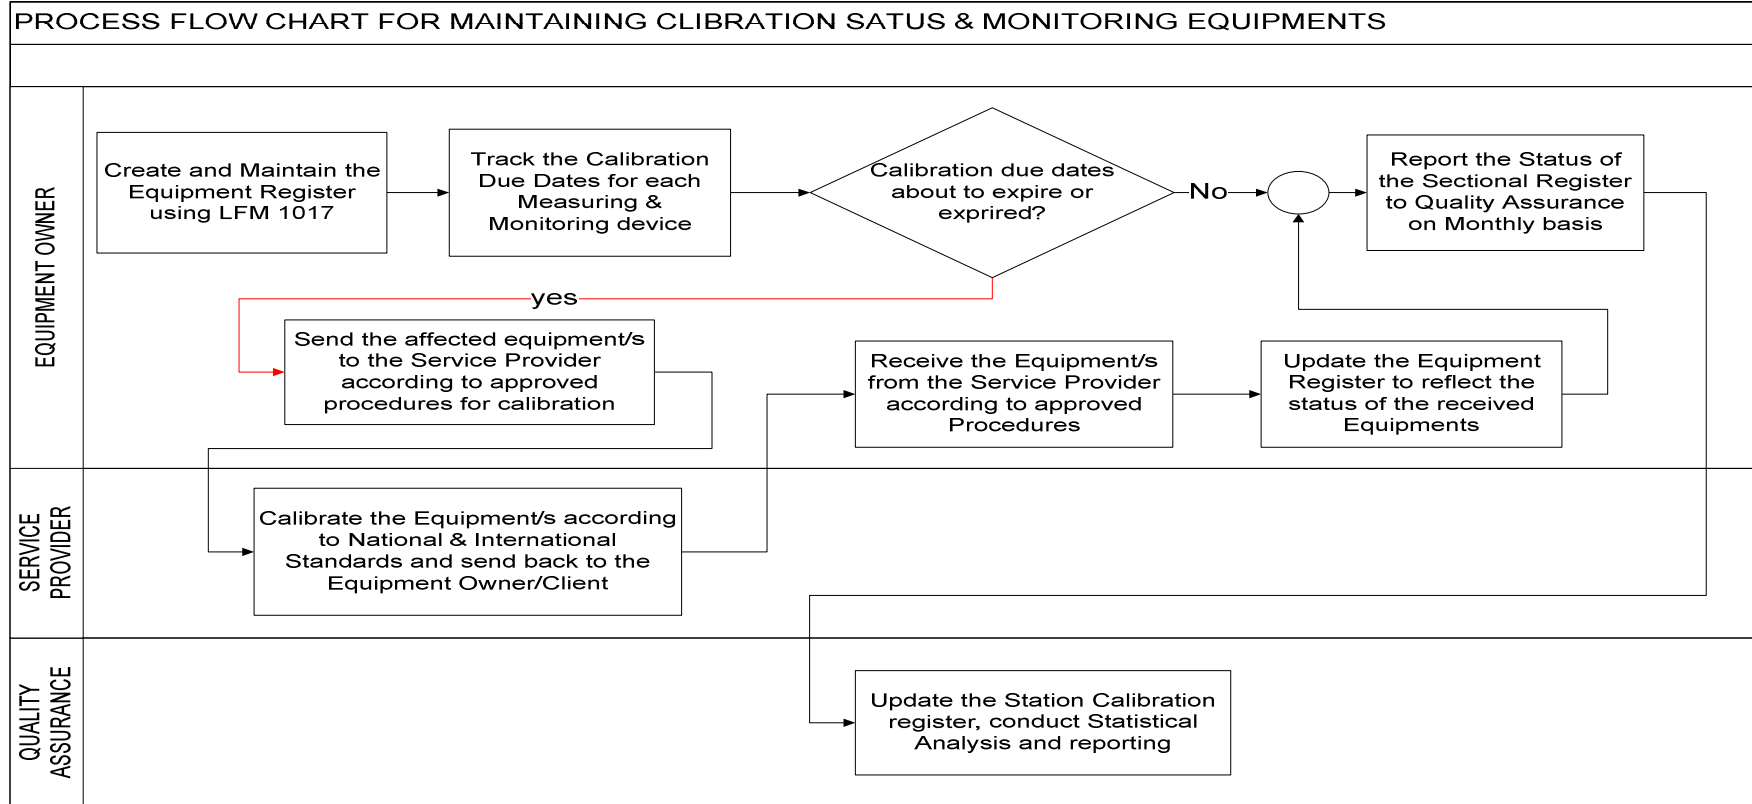 PROCESS FLOW CHART FOR MAINTAINING CLIBRATION SATUS & MONITORING EQUIPMENTS
EQUIPMENT OWNER
Create and Maintain the
Equipment Register
using LFM 1017
Track the Calibration
Due Dates for each
Measuring &
Monitoring device
Calibration due dates
about to expire or
exprired?
No
Report the Status of
the Sectional Register
to Quality Assurance
on Monthly basis
yes
Send the affected equipment/s
to the Service Provider
according to approved
procedures for calibration
Receive the Equipment/s
from the Service Provider
according to approved
Procedures
Update the Equipment
Register to reflect the
status of the received
Equipments
SERVICE
PROVIDER
Calibrate the Equipment/s according
to National & International
Standards and send back to the
Equipment Owner/Client
QUALITY
ASSURANCE
Update the Station Calibration
register, conduct Statistical
Analysis and reporting